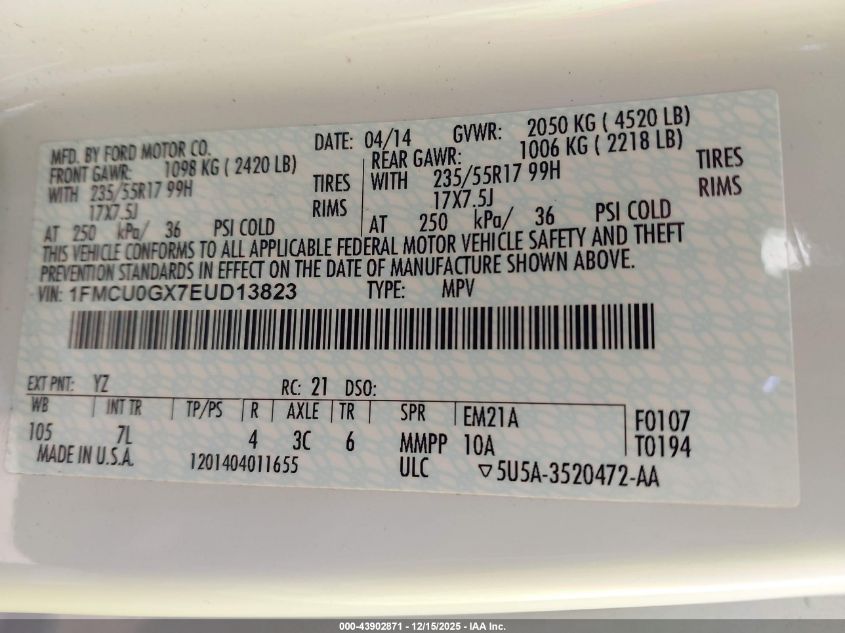 MFD. BY FORD MOTOR CO.
DATE: 04/14 GVWR: 2050 KG ( 4520 LB)
FRONT GAWR: 1098 KG ( 2420 LB)
REAR GAWR: 1006 KG ( 2218 LB)
WITH 235/55R17 99H TIRES
WITH 235/55R17 99H TIRES
17X7.5J RIMS
17X7.5J RIMS
AT 250 kPa/ 36 PSI COLD
AT 250 kPa/ 36 PSI COLD
THIS VEHICLE CONFORMS TO ALL APPLICABLE FEDERAL MOTOR VEHICLE SAFETY AND THEFT
PREVENTION STANDARDS IN EFFECT ON THE DATE OF MANUFACTURE SHOWN ABOVE.
VIN: 1FMCU0GX7EUD13823 TYPE: MPV
EXT PNT: YZ RC: 21 DSO:
WB INT TR TP/PS R AXLE TR SPR EM21A F0107
105 7L 4 3C 6 MMPP 10A T0194
MADE IN U.S.A. 1201404011655 ULC ▽5U5A-3520472-AA
000-43902871 - 12/15/2025 - IAA Inc.